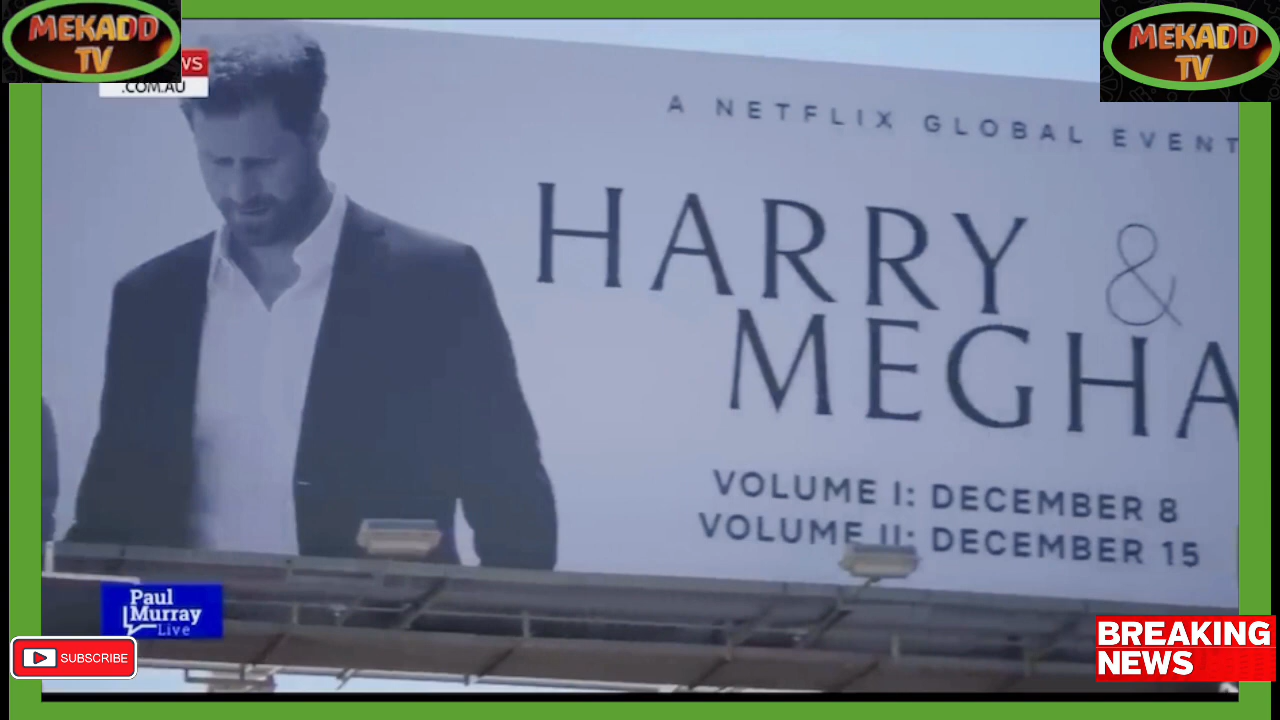 MEKADD
TV
MEKADD
TV
WS
.COM.AU
A NETFLIX GLOBAL EVENT
HARRY &
MEGHA
VOLUME I: DECEMBER 8
VOLUME II: DECEMBER 15
Paul
Murray
Live
SUBSCRIBE
BREAKING
NEWS